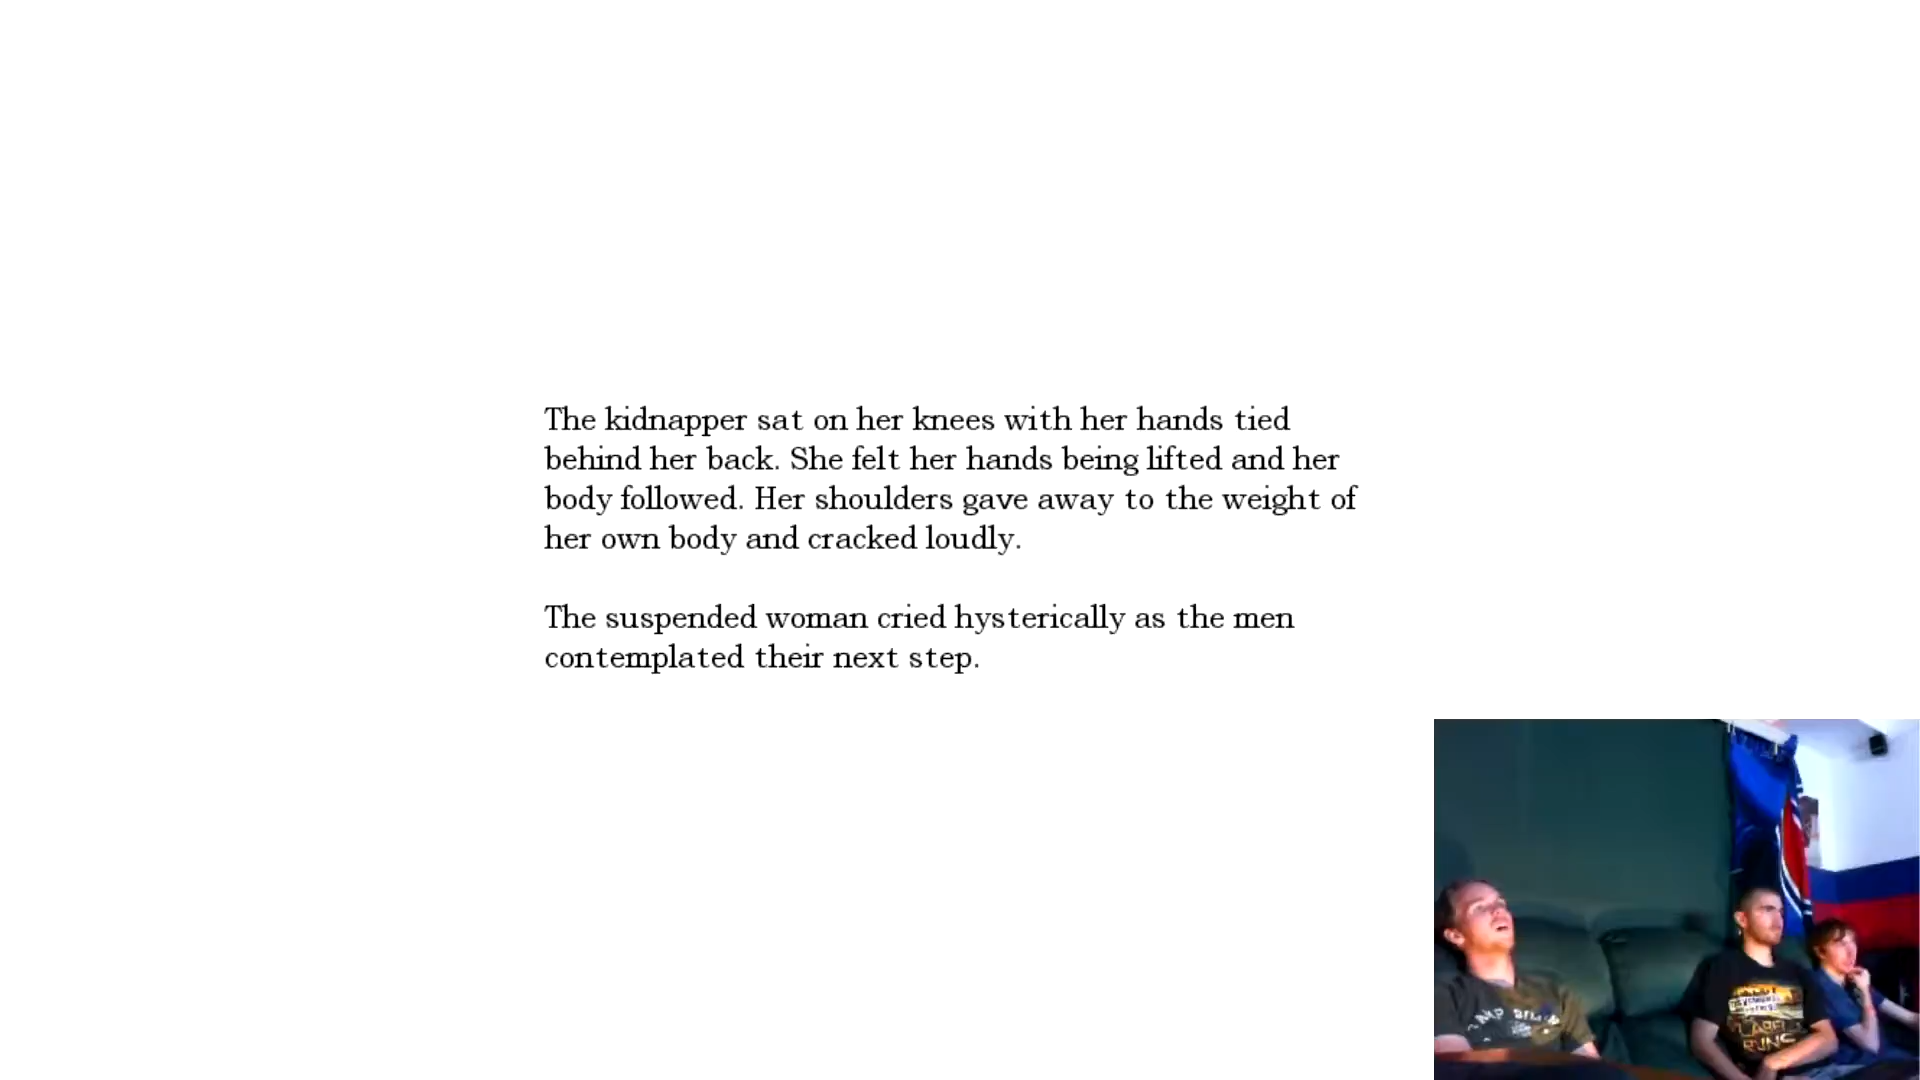 The kidnapper sat on her knees with her hands tied
behind her back. She felt her hands being lifted and her
body followed. Her shoulders gave away to the weight of
her own body and cracked loudly.
The suspended woman cried hysterically as the men
contemplated their next step.